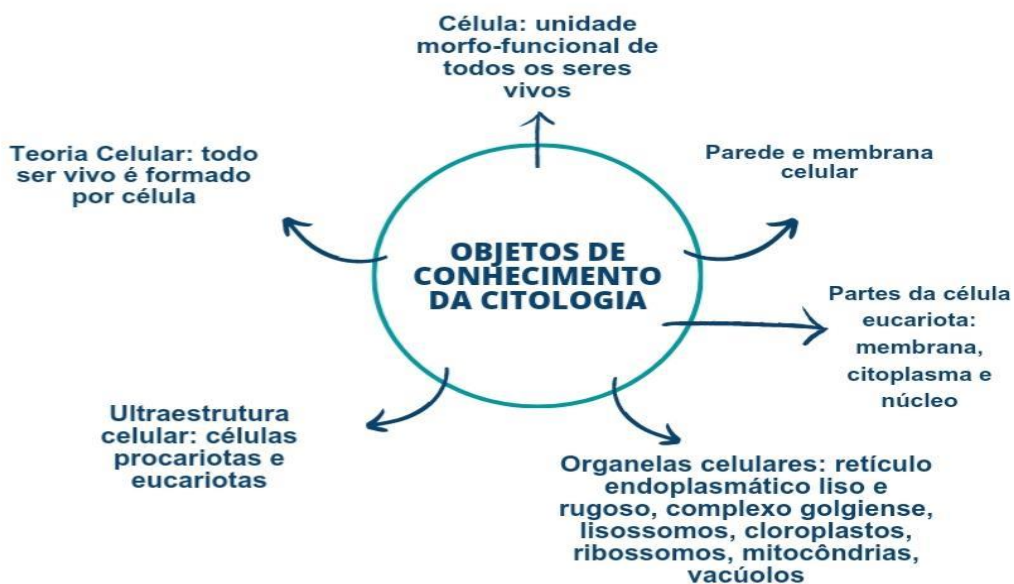 Célula: unidade
morfo-funcional de
todos os seres
vivos
Teoria Celular: todo
ser vivo é formado
por célula
Parede e membrana
celular
OBJETOS DE
CONHECIMENTO
DA CITOLOGIA
Partes da célula
eucariota:
membrana,
citoplasma e
núcleo
Ultraestrutura
celular: células
procariotas e
eucariotas
Organelas celulares: retículo
endoplasmático liso e
rugoso, complexo golgiense,
lisossomos, cloroplastos,
ribossomos, mitocôndrias,
vacúolos